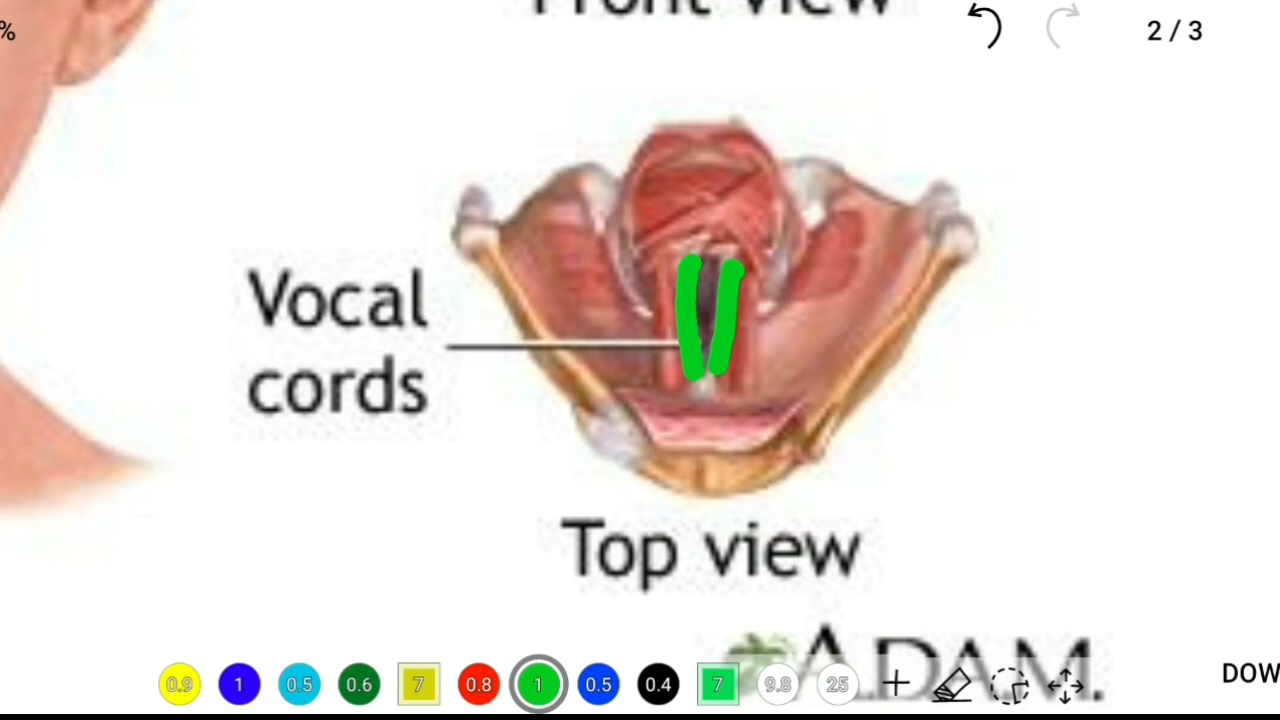 Front view
%
2 / 3
Vocal
cords
Top view
A.D.A.M.
0.9 1 0.5 0.6 7 0.8 1 0.5 0.4 7 9.8 25
DOW